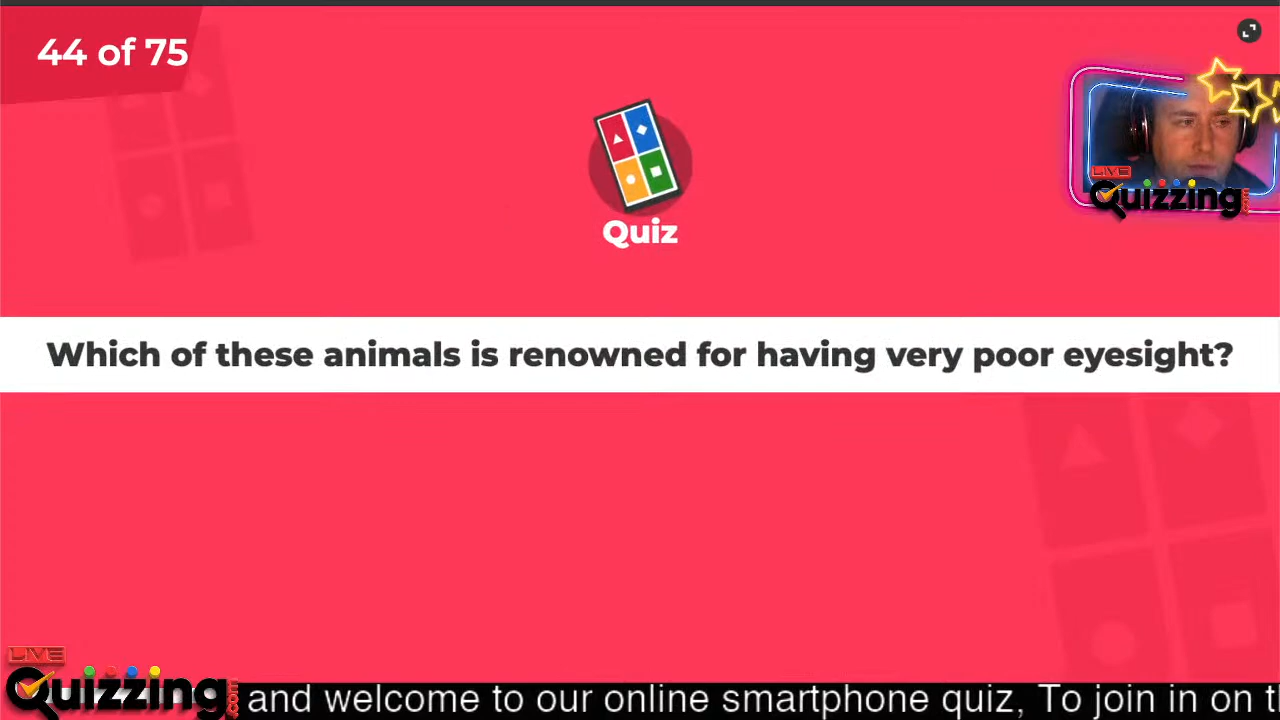 44 of 75
LIVE
Quizzing
.com
Quiz
Which of these animals is renowned for having very poor eyesight?
LIVE
Quizzing
.com
and welcome to our online smartphone quiz, To join in on t